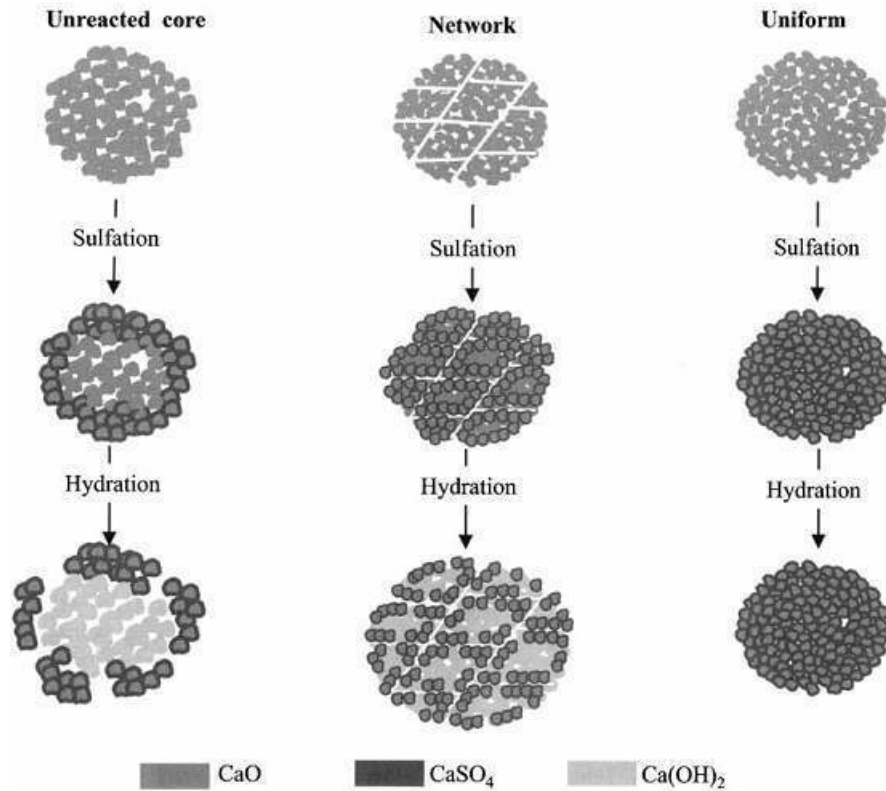 Unreacted core Network Uniform
Sulfation Sulfation Sulfation
Hydration Hydration Hydration
CaO CaSO₄ Ca(OH)₂